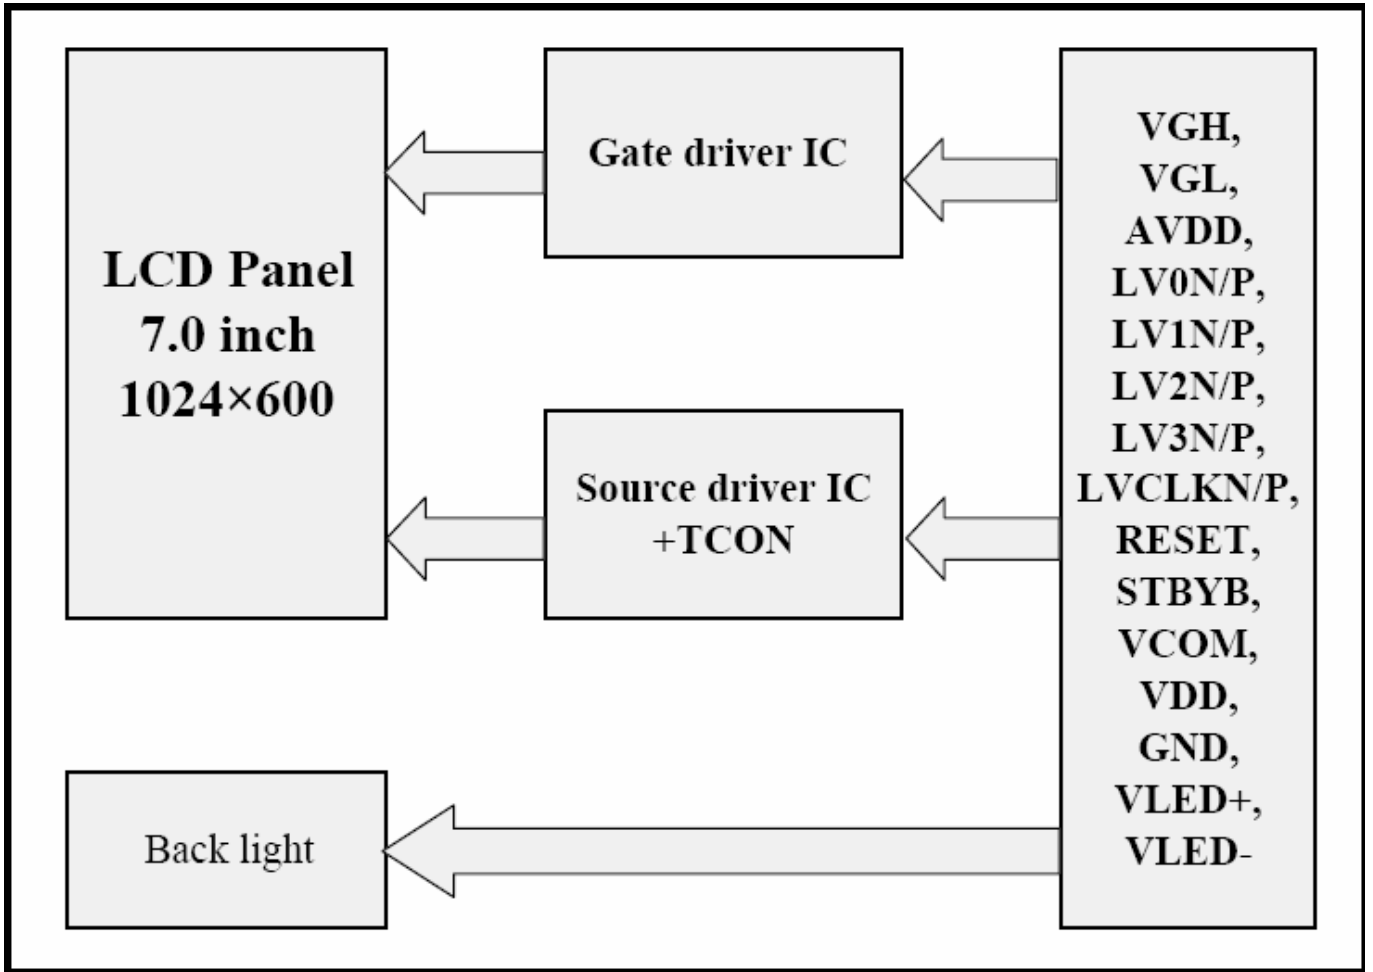 LCD Panel
7.0 inch
1024×600
Gate driver IC
Source driver IC
+TCON
Back light
VGH,
VGL,
AVDD,
LV0N/P,
LV1N/P,
LV2N/P,
LV3N/P,
LVCLKN/P,
RESET,
STBYB,
VCOM,
VDD,
GND,
VLED+,
VLED-